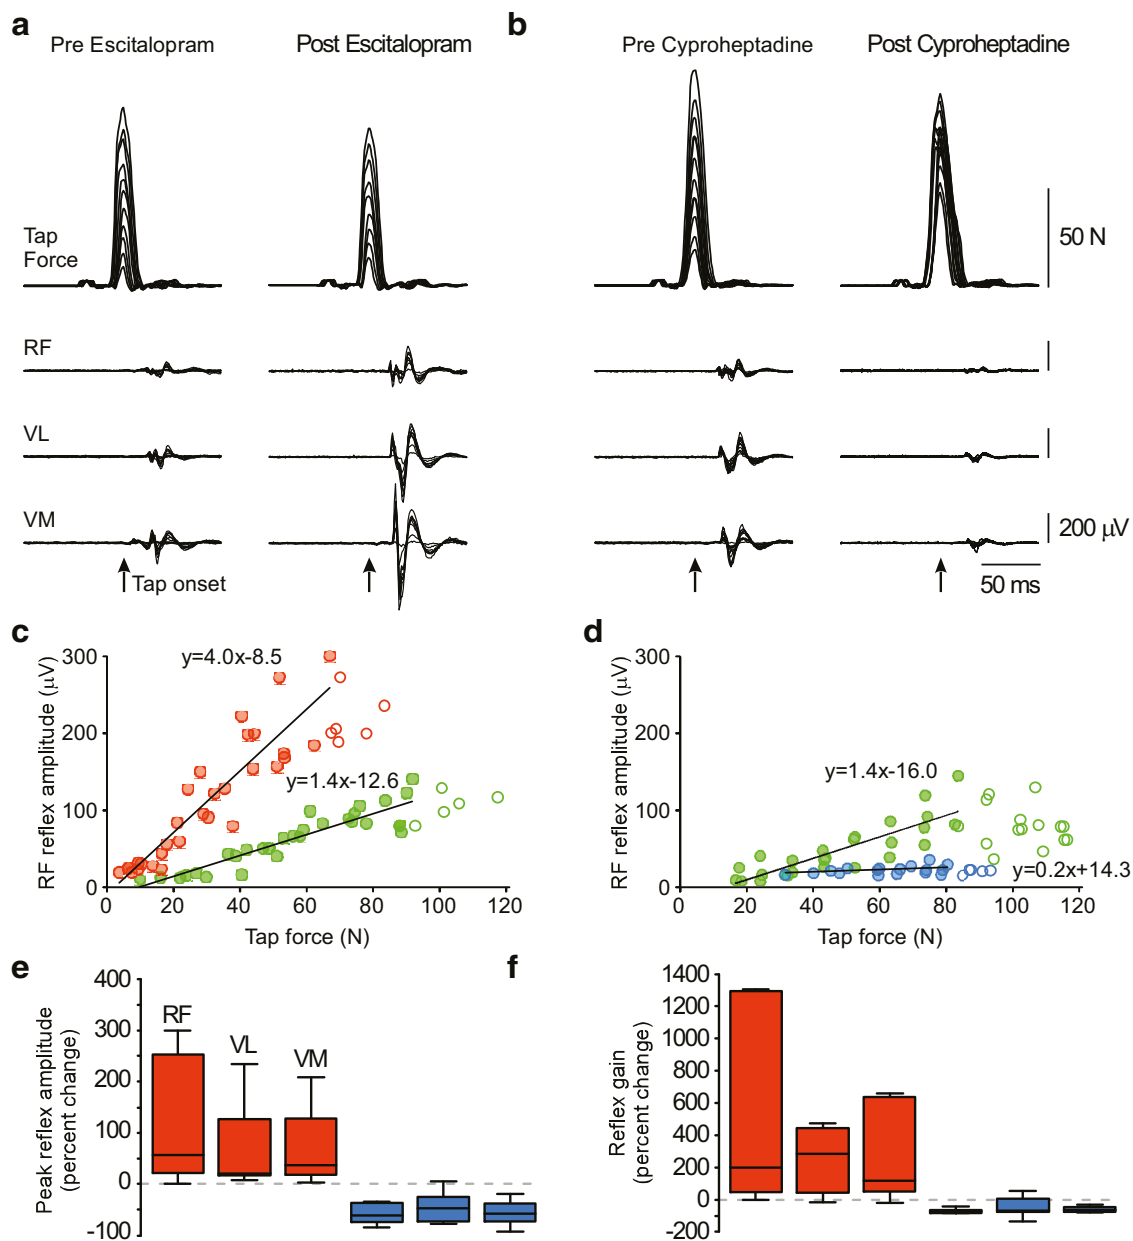 a
b
Pre Escitalopram
Post Escitalopram
Pre Cyproheptadine
Post Cyproheptadine
Tap
Force
50 N
RF
VL
VM
200 μV
Tap onset
50 ms
c
d
RF reflex amplitude (μV)
300
200
100
0
y=4.0x-8.5
y=1.4x-12.6
0 20 40 60 80 100 120
Tap force (N)
RF reflex amplitude (μV)
300
200
100
0
y=1.4x-16.0
y=0.2x+14.3
0 20 40 60 80 100 120
Tap force (N)
e
f
Peak reflex amplitude
(percent change)
400
300
200
100
0
-100
RF
VL
VM
Reflex gain
(percent change)
1400
1200
1000
800
600
400
200
0
-200